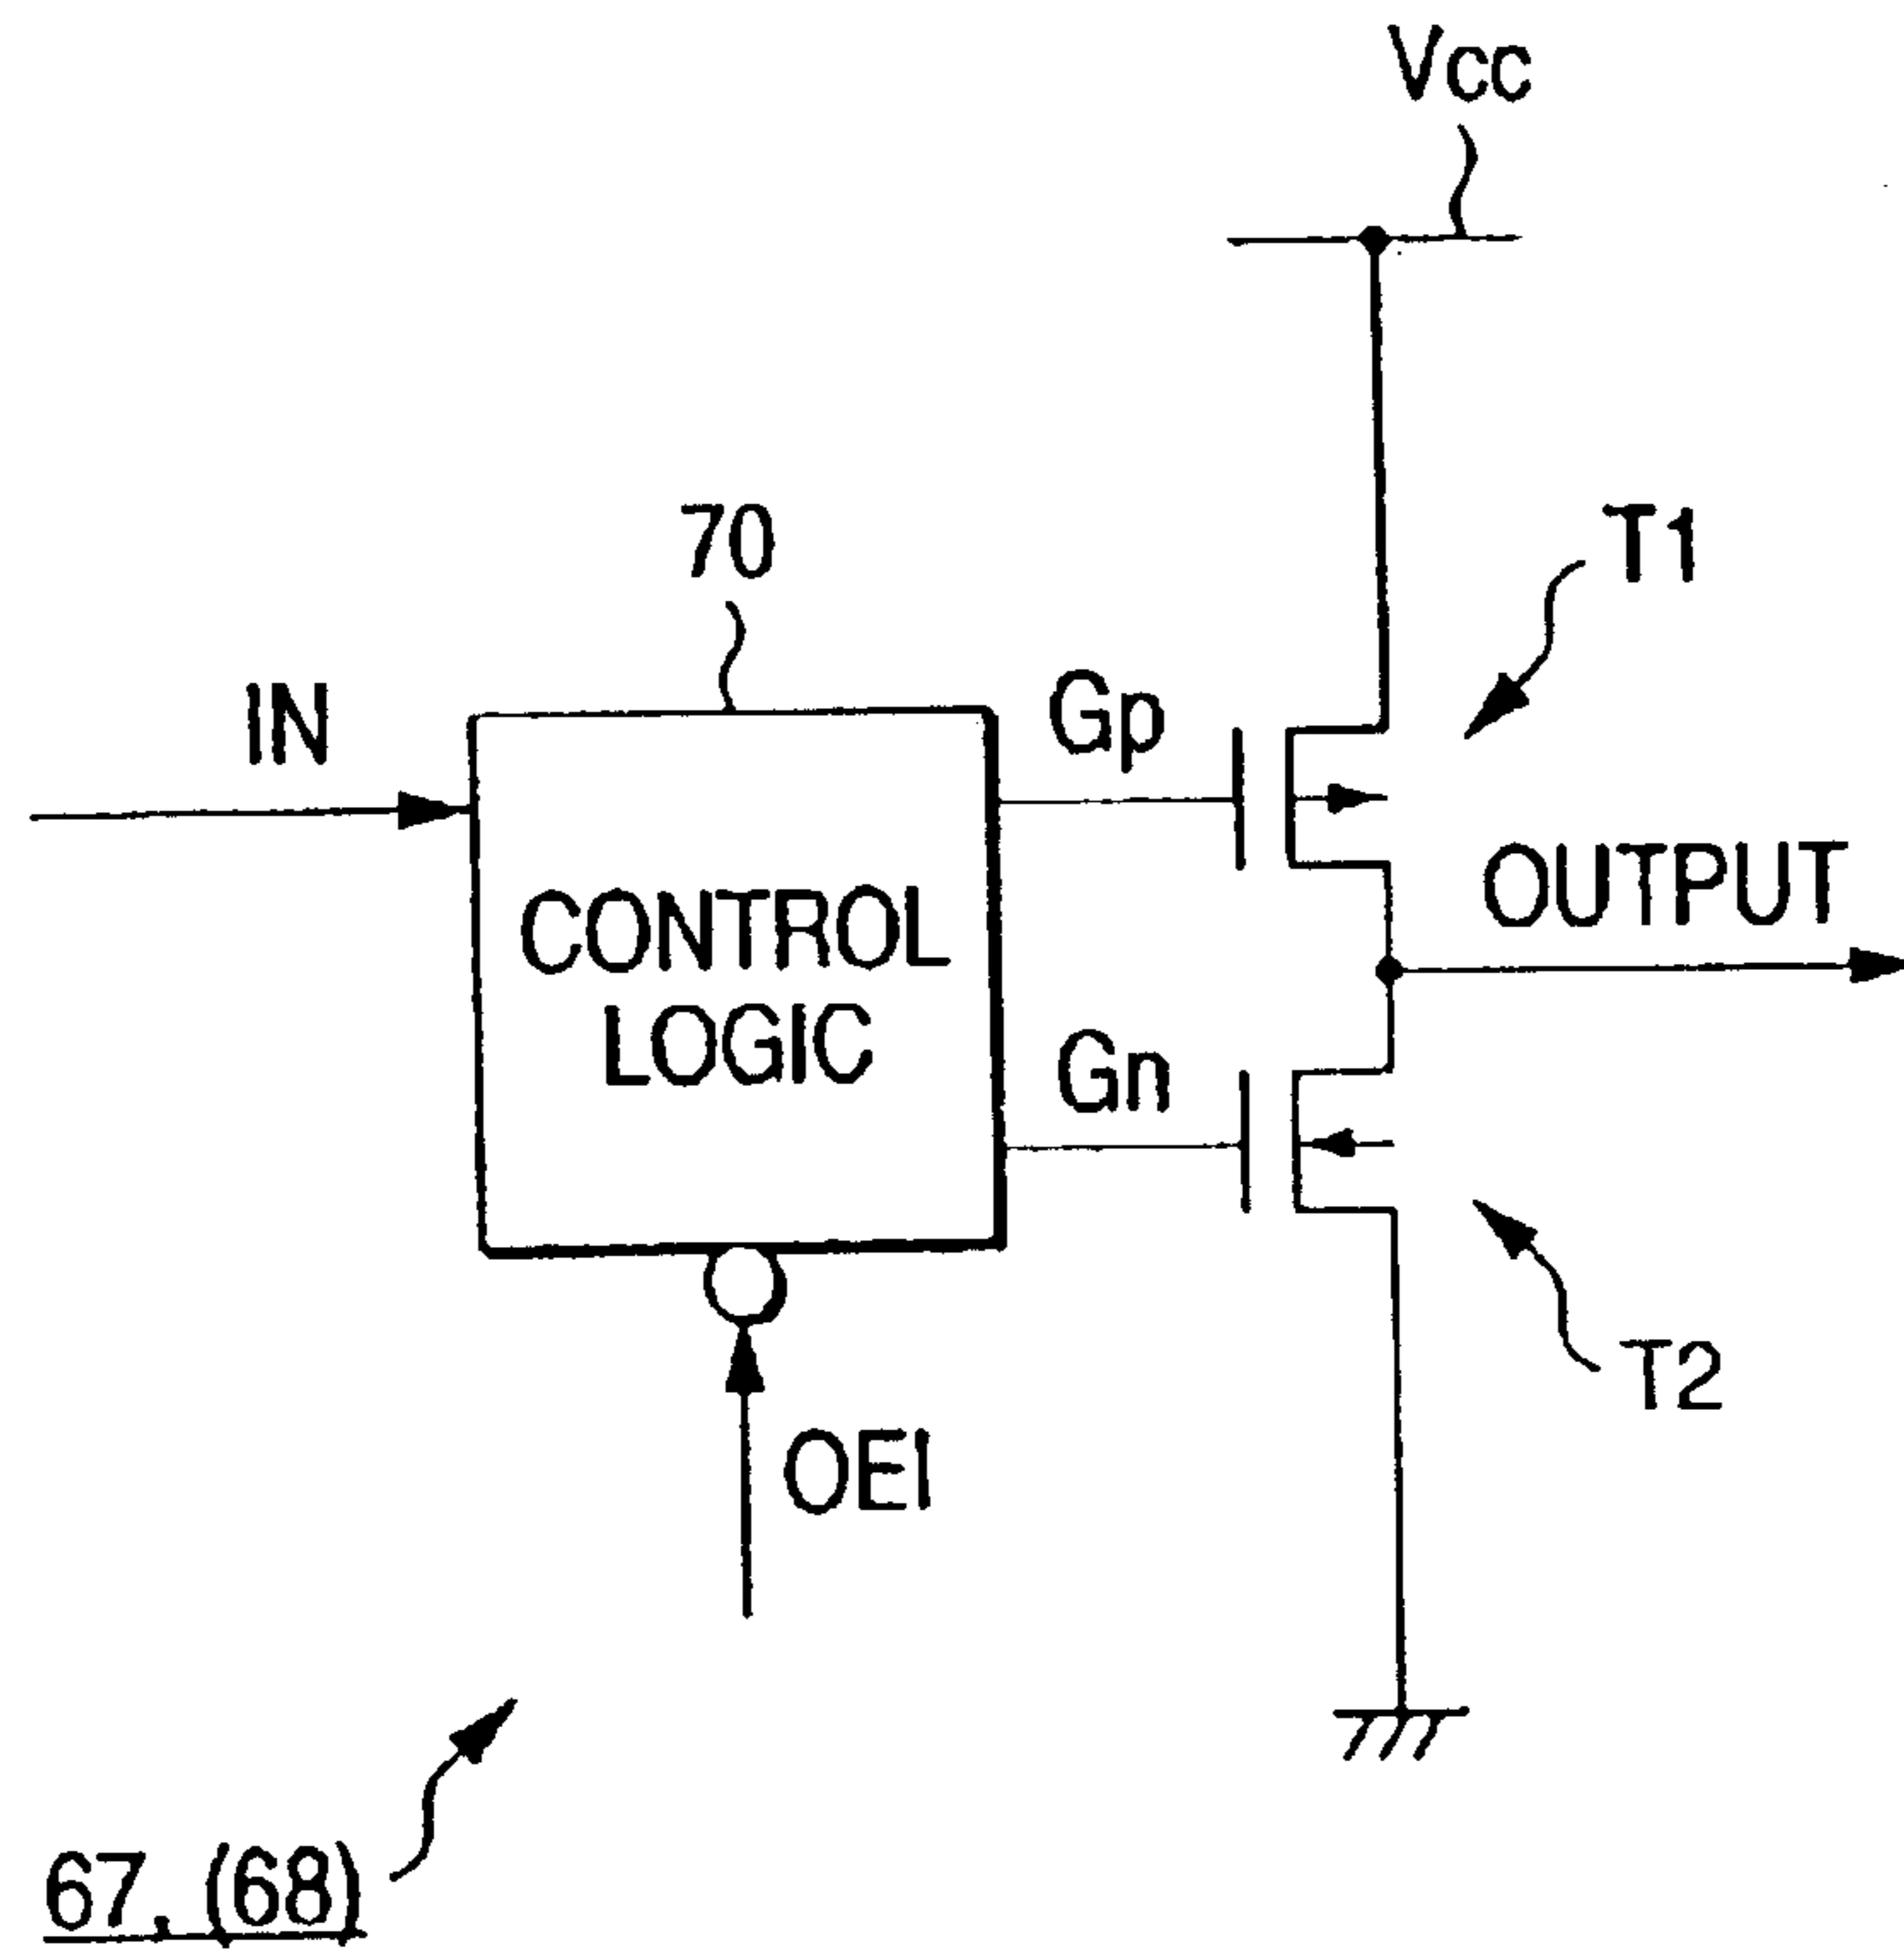 Vcc
70
T1
IN
Gp
CONTROL
LOGIC
OUTPUT
Gn
T2
OEI
67, (68)